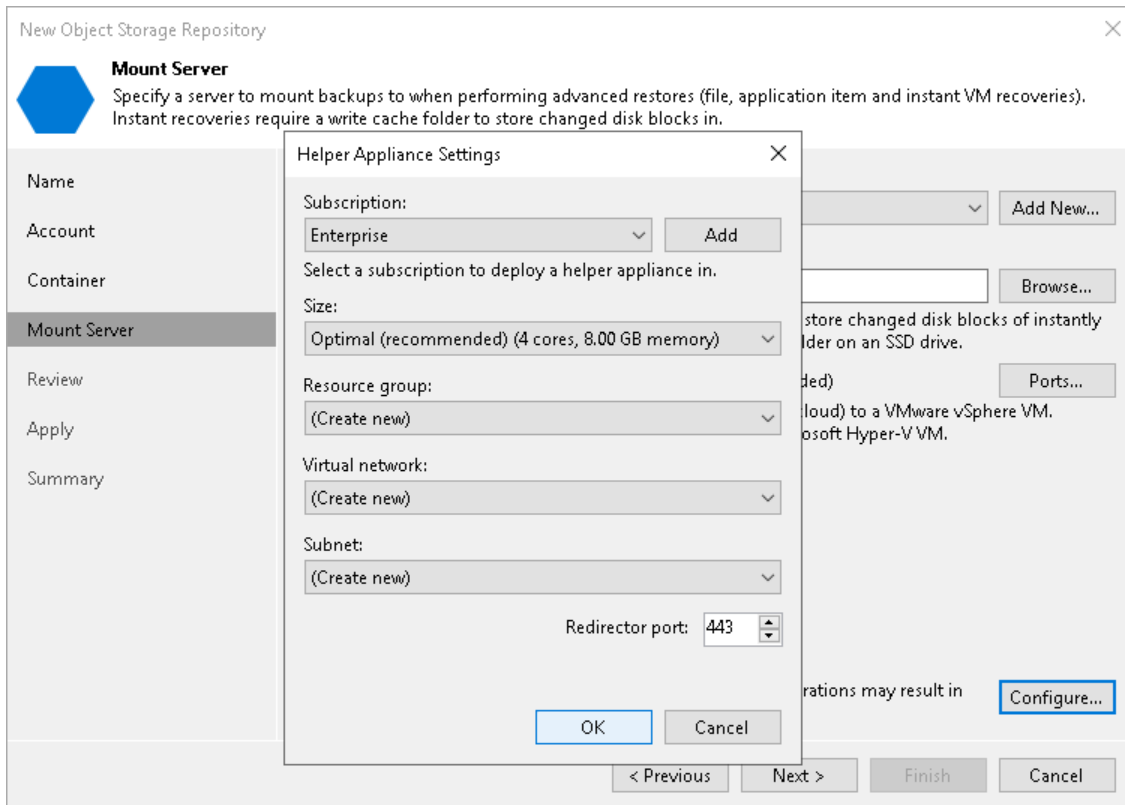 New Object Storage Repository
Mount Server
Specify a server to mount backups to when performing advanced restores (file, application item and instant VM recoveries).
Instant recoveries require a write cache folder to store changed disk blocks in.
Name
Account
Container
Mount Server
Review
Apply
Summary
Helper Appliance Settings
Subscription:
Enterprise
Add
Select a subscription to deploy a helper appliance in.
Size:
Optimal (recommended) (4 cores, 8.00 GB memory)
Resource group:
(Create new)
Virtual network:
(Create new)
Subnet:
(Create new)
Redirector port: 443
OK Cancel
Add New...
Browse...
store changed disk blocks of instantly
lder on an SSD drive.
ded)
Ports...
cloud) to a VMware vSphere VM.
osoft Hyper-V VM.
rations may result in
Configure...
< Previous Next > Finish Cancel